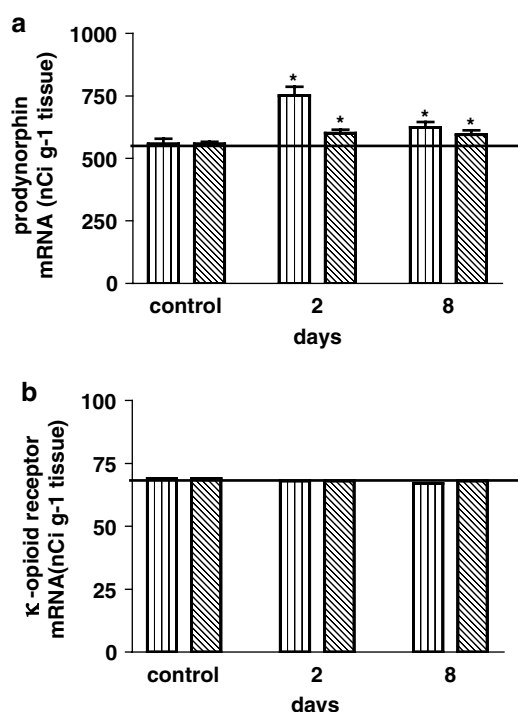 a
1000
750
500
250
0
prodynorphin
mRNA (nCi g-1 tissue)
*
*
*
*
control 2 8
days
b
100
75
50
25
0
κ-opioid receptor
mRNA(nCi g-1 tissue)
control 2 8
days